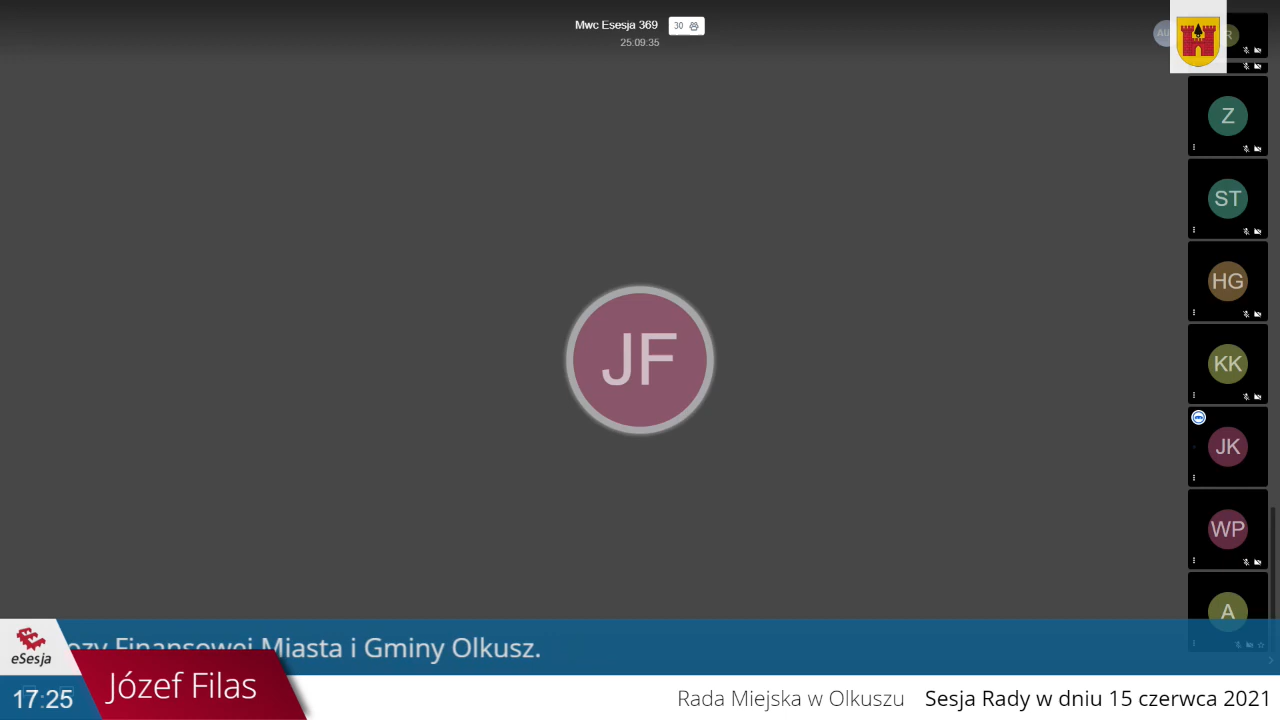 Mwc Esesja 369 30
25:09:35
AU R
Z
ST
HG
KK
JK
WP
A
JF
Finansowej Miasta i Gminy Olkusz.
eSesja
Józef Filas
17:25
Rada Miejska w Olkuszu Sesja Rady w dniu 15 czerwca 2021